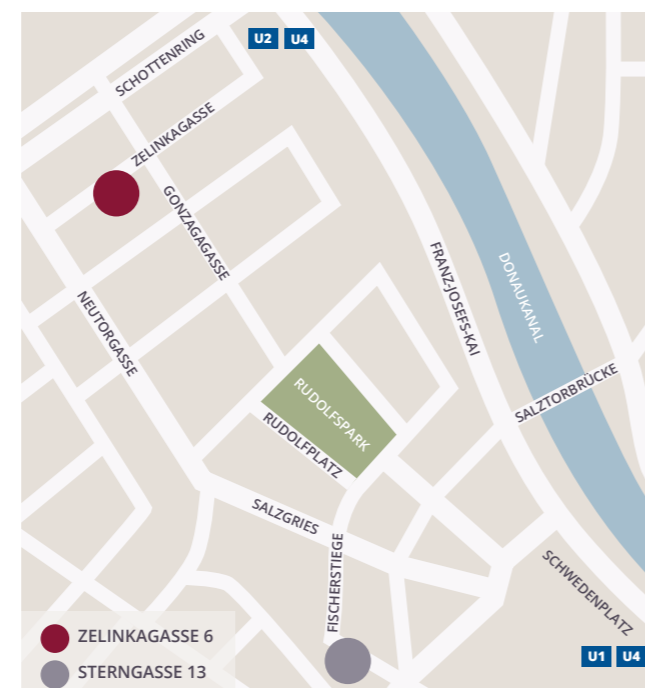 U2 U4
SCHOTTENRING
ZELINKAGASSE
GONZAGAGASSE
NEUTORGASSE
FRANZ-JOSEFS-KAI
DONAUKANAL
SALZTORBRÜCKE
RUDOLFSPARK
RUDOLFPLATZ
SALZGRIES
FISCHERSTIEGE
SCHWEDENPLATZ
U1 U4
ZELINKAGASSE 6
STERNGASSE 13